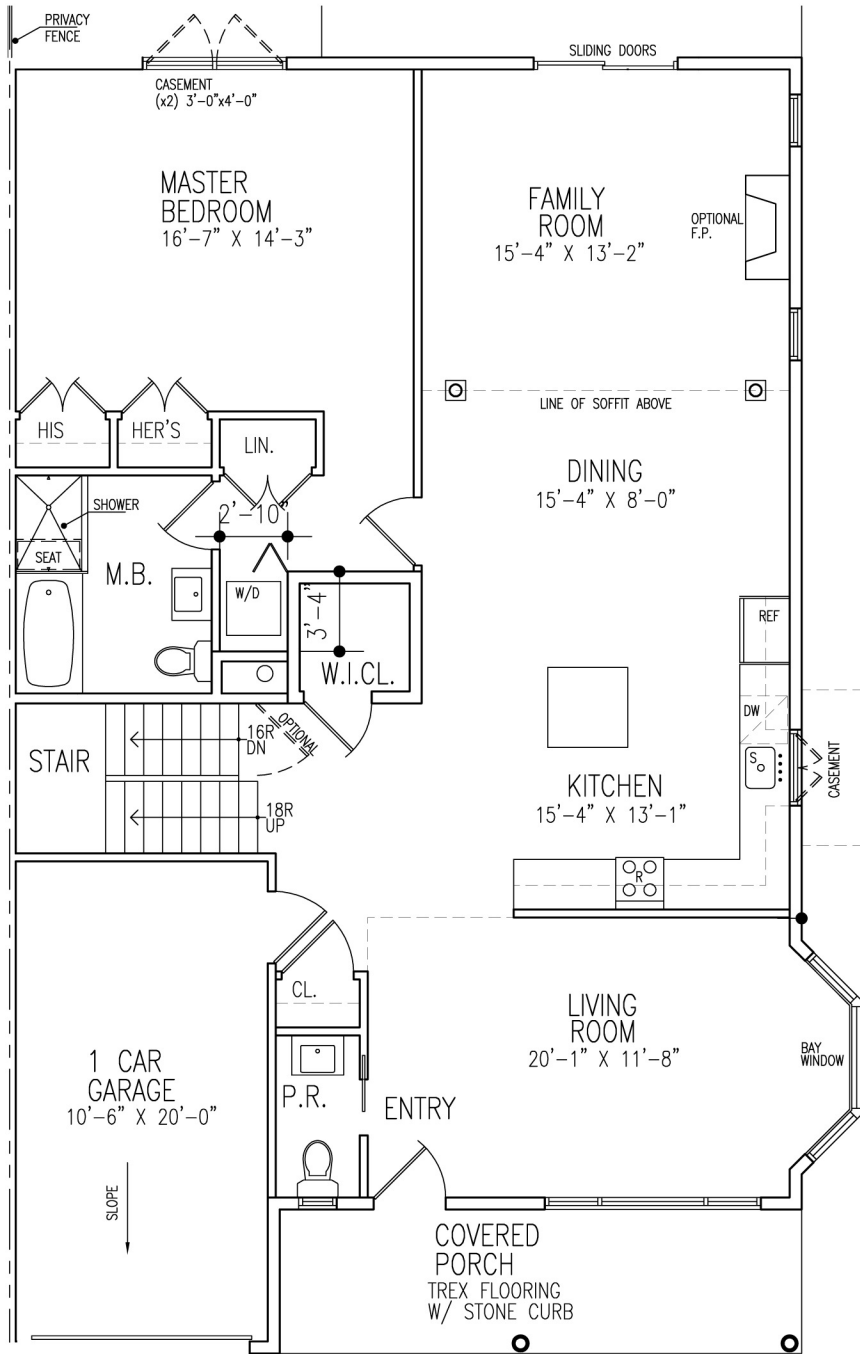 PRIVACY
FENCE
SLIDING DOORS
CASEMENT
(x2) 3'-0"x4'-0"
MASTER
BEDROOM
16'-7" X 14'-3"
FAMILY
ROOM
15'-4" X 13'-2"
OPTIONAL
F.P.
LINE OF SOFFIT ABOVE
HIS
HER'S
LIN.
DINING
15'-4" X 8'-0"
SHOWER
2'-10"
SEAT
M.B.
W/D
3'-4"
W.I.CL.
REF
DW
S
CASEMENT
OPTIONAL
16R
DN
STAIR
18R
UP
KITCHEN
15'-4" X 13'-1"
R
CL.
LIVING
ROOM
20'-1" X 11'-8"
BAY
WINDOW
1 CAR
GARAGE
10'-6" X 20'-0"
P.R.
ENTRY
SLOPE
COVERED
PORCH
TREX FLOORING
W/ STONE CURB